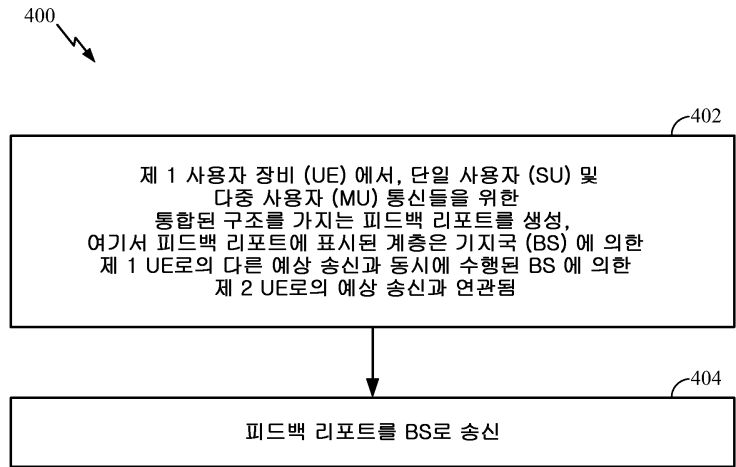 400
402
제 1 사용자 장비 (UE) 에서, 단일 사용자 (SU) 및
다중 사용자 (MU) 통신들을 위한
통합된 구조를 가지는 피드백 리포트를 생성,
여기서 피드백 리포트에 표시된 계층은 기지국 (BS) 에 의한
제 1 UE로의 다른 예상 송신과 동시에 수행된 BS 에 의한
제 2 UE로의 예상 송신과 연관됨
404
피드백 리포트를 BS로 송신